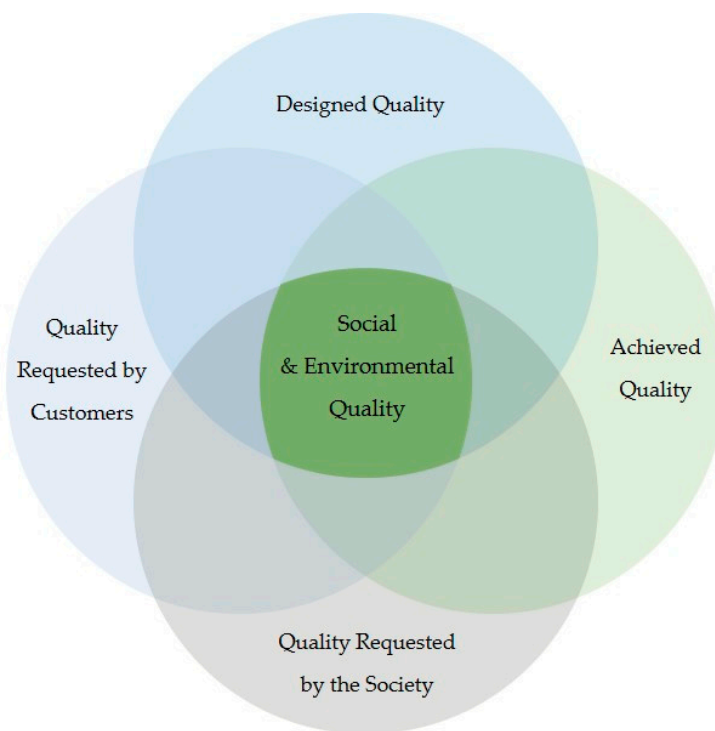 Designed Quality
Quality
Requested by
Customers
Social
& Environmental
Quality
Achieved
Quality
Quality Requested
by the Society